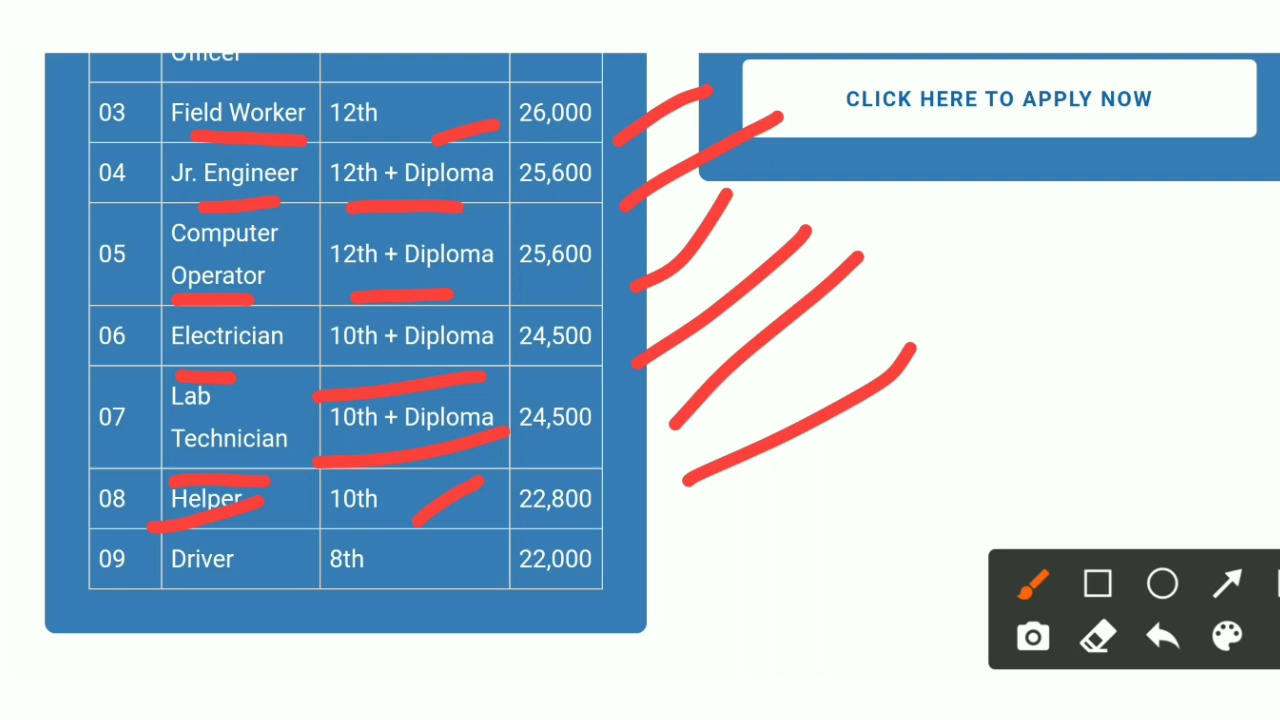 Officer
03 Field Worker 12th 26,000
04 Jr. Engineer 12th + Diploma 25,600
Computer
05 12th + Diploma 25,600
Operator
06 Electrician 10th + Diploma 24,500
Lab
07 10th + Diploma 24,500
Technician
08 Helper 10th 22,800
09 Driver 8th 22,000
CLICK HERE TO APPLY NOW